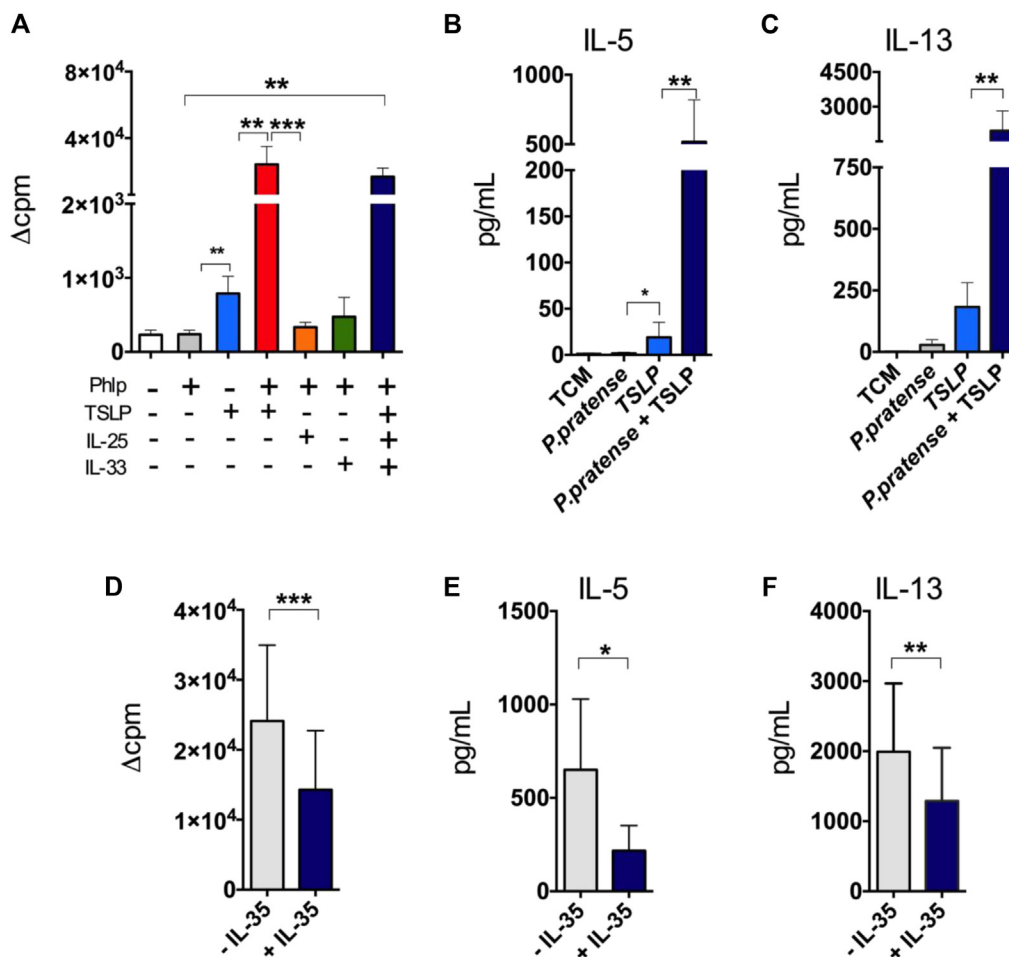 A
Δcpm
8×10⁴
4×10⁴
2×10³
1×10³
0
**
** ***
**
Phlp - + - + + + +
TSLP - - + + - - +
IL-25 - - - - + - +
IL-33 - - - - - + +
B
IL-5
pg/mL
1000
500
200
150
100
50
0
**
*
TCM
P.pratense
TSLP
P.pratense + TSLP
C
IL-13
pg/mL
4500
3000
1500
750
500
250
0
**
TCM
P.pratense
TSLP
P.pratense + TSLP
D
Δcpm
4×10⁴
3×10⁴
2×10⁴
1×10⁴
0
***
- IL-35
+ IL-35
E
IL-5
pg/mL
1500
1000
500
0
*
- IL-35
+ IL-35
F
IL-13
pg/mL
4000
3000
2000
1000
0
**
- IL-35
+ IL-35